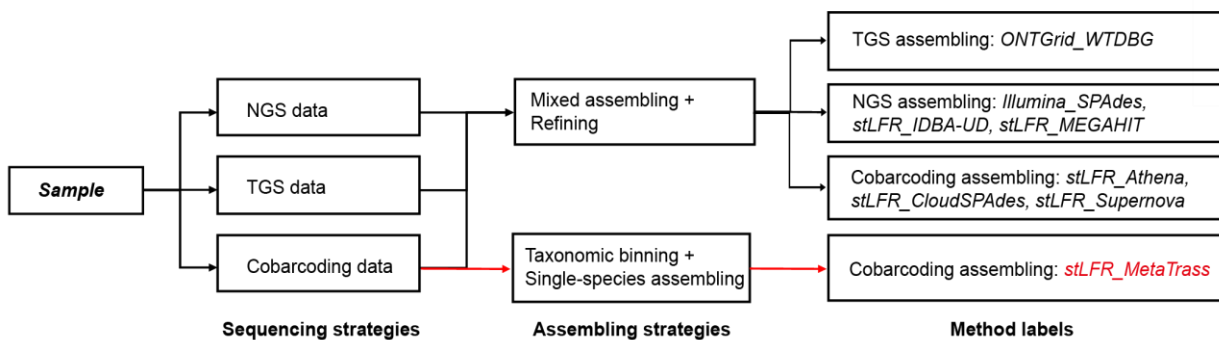 Sample
NGS data
TGS data
Cobarcoding data
Sequencing strategies
Mixed assembling +
Refining
Taxonomic binning +
Single-species assembling
Assembling strategies
TGS assembling: ONTGrid_WTDBG
NGS assembling: Illumina_SPAdes,
stLFR_IDBA-UD, stLFR_MEGAHIT
Cobarcoding assembling: stLFR_Athena,
stLFR_CloudSPAdes, stLFR_Supernova
Cobarcoding assembling: stLFR_MetaTrass
Method labels